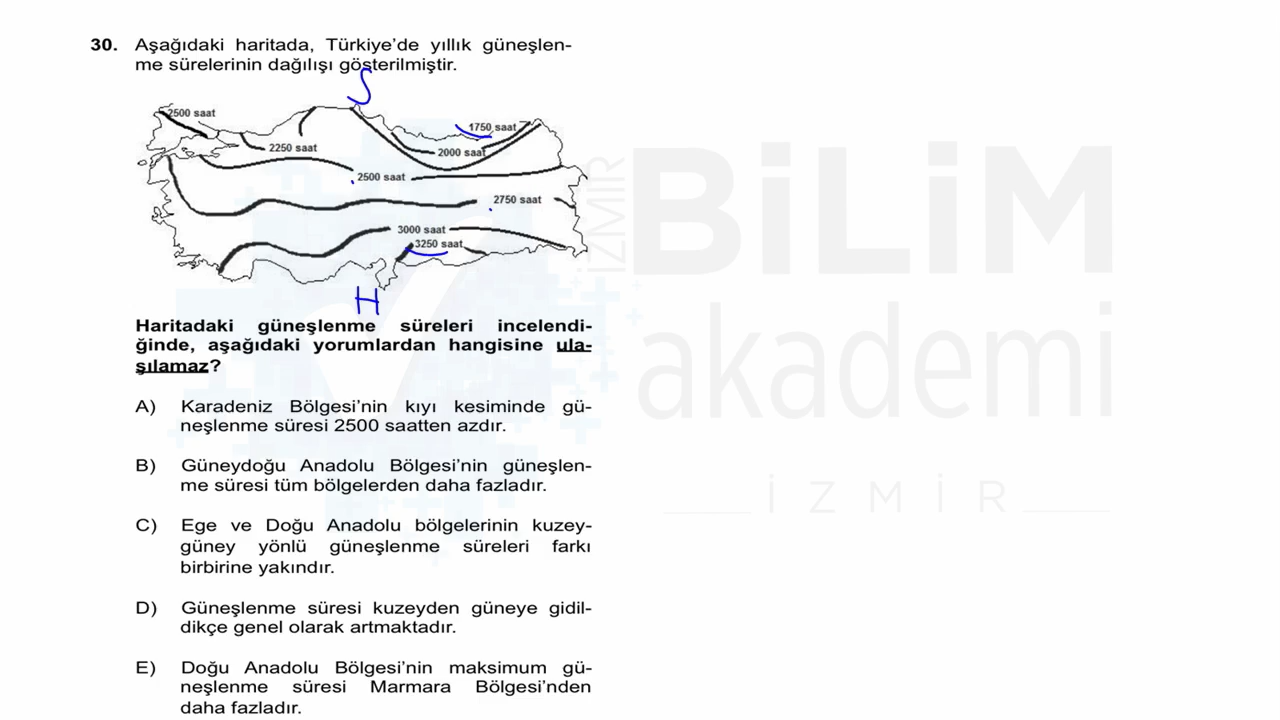 30. Aşağıdaki haritada, Türkiye'de yıllık güneşlen-
me sürelerinin dağılışı gösterilmiştir.
S
2500 saat
1750 saat
2250 saat
2000 saat
2500 saat
2750 saat
3000 saat
3250 saat
H
Haritadaki güneşlenme süreleri incelendi-
ğinde, aşağıdaki yorumlardan hangisine ula-
şılamaz?
A) Karadeniz Bölgesi'nin kıyı kesiminde gü-
neşlenme süresi 2500 saatten azdır.
B) Güneydoğu Anadolu Bölgesi'nin güneşlen-
me süresi tüm bölgelerden daha fazladır.
C) Ege ve Doğu Anadolu bölgelerinin kuzey-
güney yönlü güneşlenme süreleri farkı
birbirine yakındır.
D) Güneşlenme süresi kuzeyden güneye gidil-
dikçe genel olarak artmaktadır.
E) Doğu Anadolu Bölgesi'nin maksimum gü-
neşlenme süresi Marmara Bölgesi'nden
daha fazladır.
İZMİR
BiLiM
akademi
İZMİR